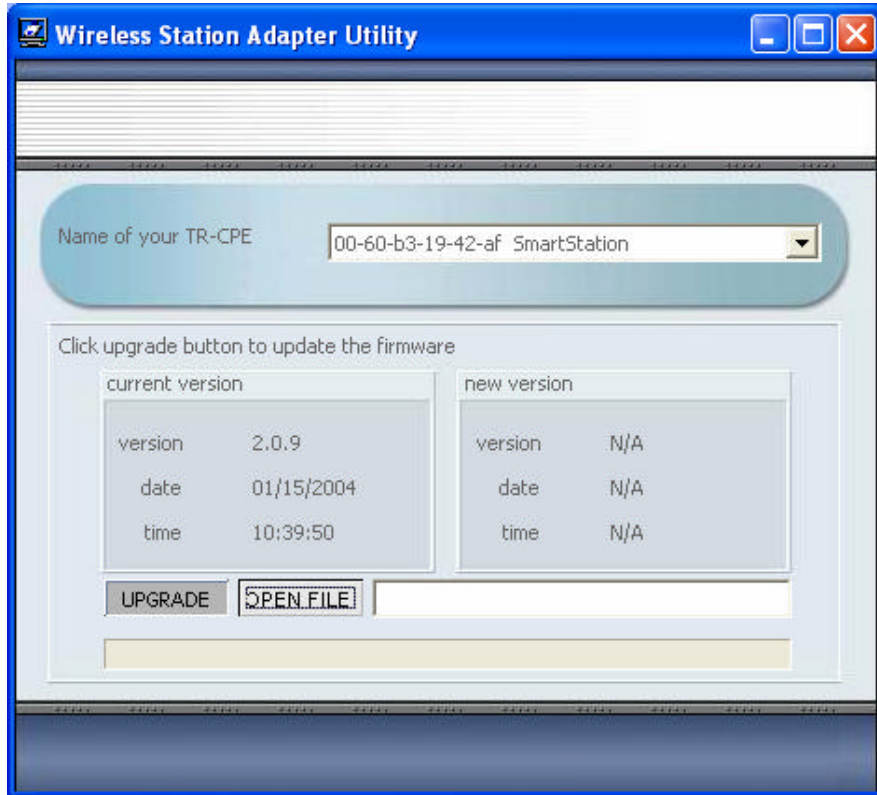 Wireless Station Adapter Utility
Name of your TR-CPE
00-60-b3-19-42-af SmartStation
Click upgrade button to update the firmware
current version
version 2.0.9
date 01/15/2004
time 10:39:50
new version
version N/A
date N/A
time N/A
UPGRADE
OPEN FILE